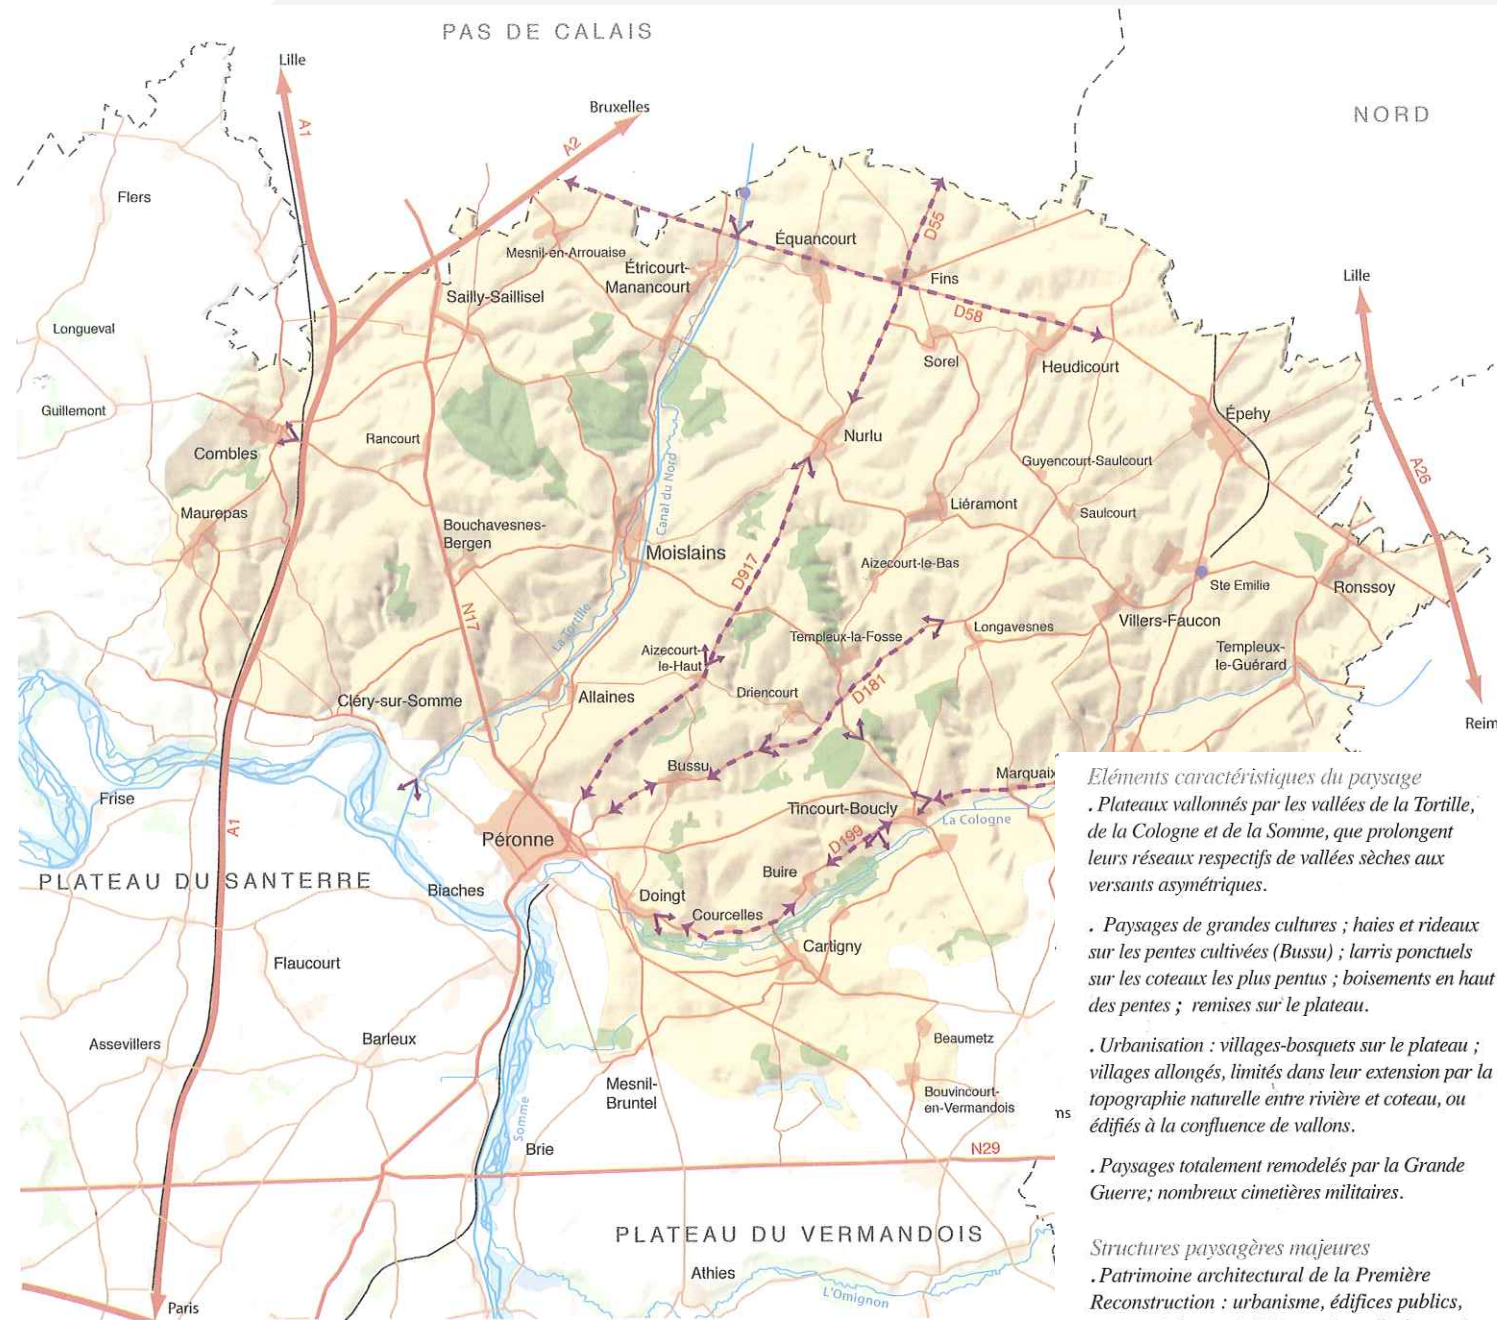 PAS DE CALAIS
NORD
Lille
A1
Bruxelles
A2
Flers
Mesnil-en-Arrouaise
Étricourt-
Manancourt
Équancourt
D55
Fins
D58
Lille
Sailly-Saillisel
Longueval
Sorel
Heudicourt
Guillemont
Combles
Rancourt
Nurlu
Épehy
Guyencourt-Saulcourt
A26
Canal du Nord
Maurepas
Bouchavesnes-
Bergen
Liéramont
Saulcourt
Moislains
D917
Aizecourt-le-Bas
Ste Emilie
Ronssoy
N17
La Tortille
Villers-Faucon
Longavesnes
Templeux-la-Fosse
Aizecourt-
le-Haut
Templeux-
le-Guérard
Cléry-sur-Somme
Allaines
Driencourt
D181
Reim
Bussu
Marquaix
Frise
A1
Tincourt-Boucly
La Cologne
Péronne
D199
PLATEAU DU SANTERRE
Biaches
Buire
Doingt
Courcelles
Cartigny
Flaucourt
Assevillers
Barleux
Beaumetz
Mesnil-
Bruntel
Bouvincourt-
en-Vermandois
ms
Somme
Brie
N29
PLATEAU DU VERMANDOIS
Athies
L'Omignon
Paris
Eléments caractéristiques du paysage
. Plateaux vallonnés par les vallées de la Tortille,
de la Cologne et de la Somme, que prolongent
leurs réseaux respectifs de vallées sèches aux
versants asymétriques.
. Paysages de grandes cultures ; haies et rideaux
sur les pentes cultivées (Bussu) ; larris ponctuels
sur les coteaux les plus pentus ; boisements en haut
des pentes ; remises sur le plateau.
. Urbanisation : villages-bosquets sur le plateau ;
villages allongés, limités dans leur extension par la
topographie naturelle entre rivière et coteau, ou
édifiés à la confluence de vallons.
. Paysages totalement remodelés par la Grande
Guerre; nombreux cimetières militaires.
Structures paysagères majeures
. Patrimoine architectural de la Première
Reconstruction : urbanisme, édifices publics,